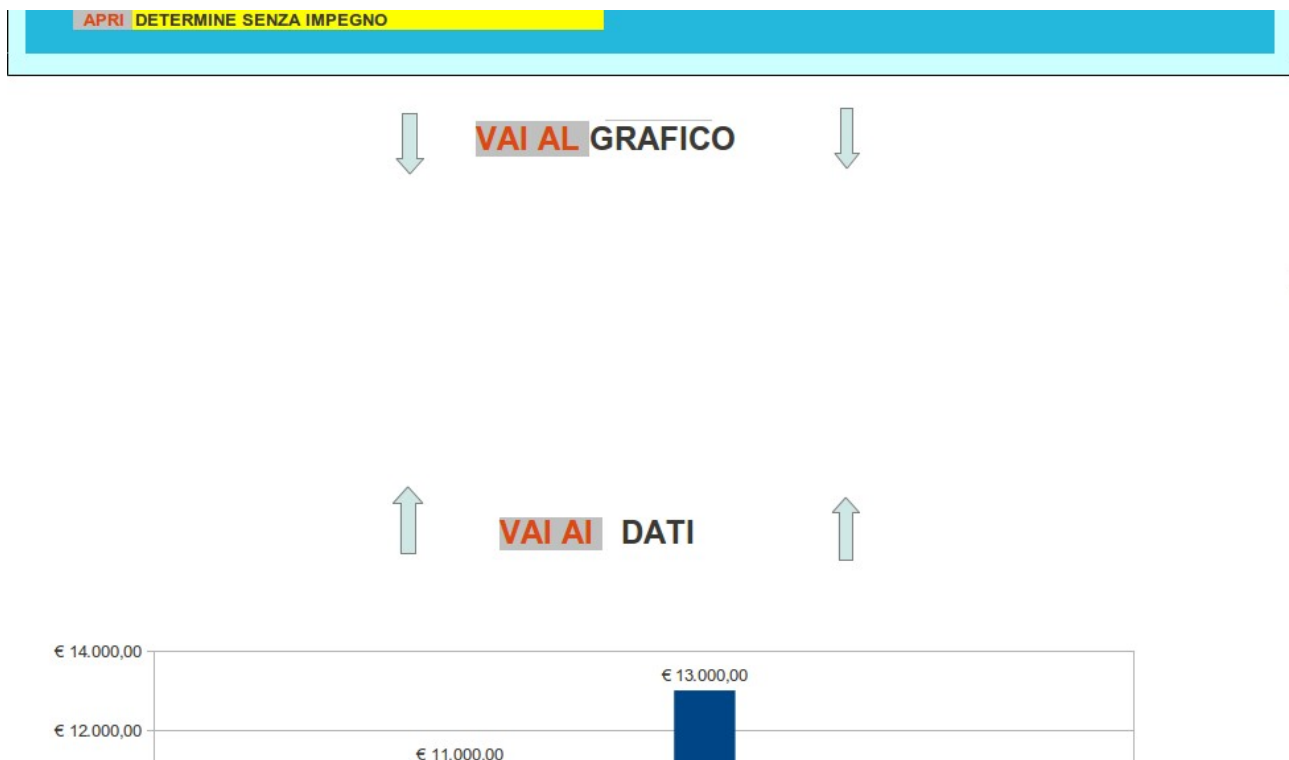 APRI DETERMINE SENZA IMPEGNO
VAI AL GRAFICO
VAI AI DATI
€ 14.000,00
€ 13.000,00
€ 12.000,00
€ 11.000,00